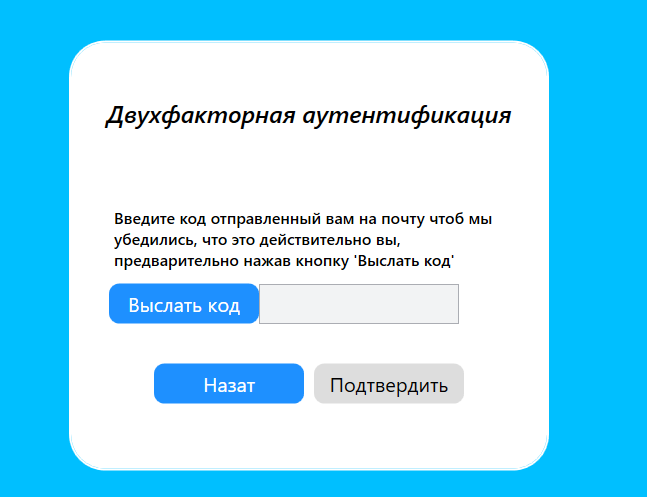 Двухфакторная аутентификация
Введите код отправленный вам на почту чтоб мы
убедились, что это действительно вы,
предварительно нажав кнопку 'Выслать код'
Выслать код
Назат
Подтвердить